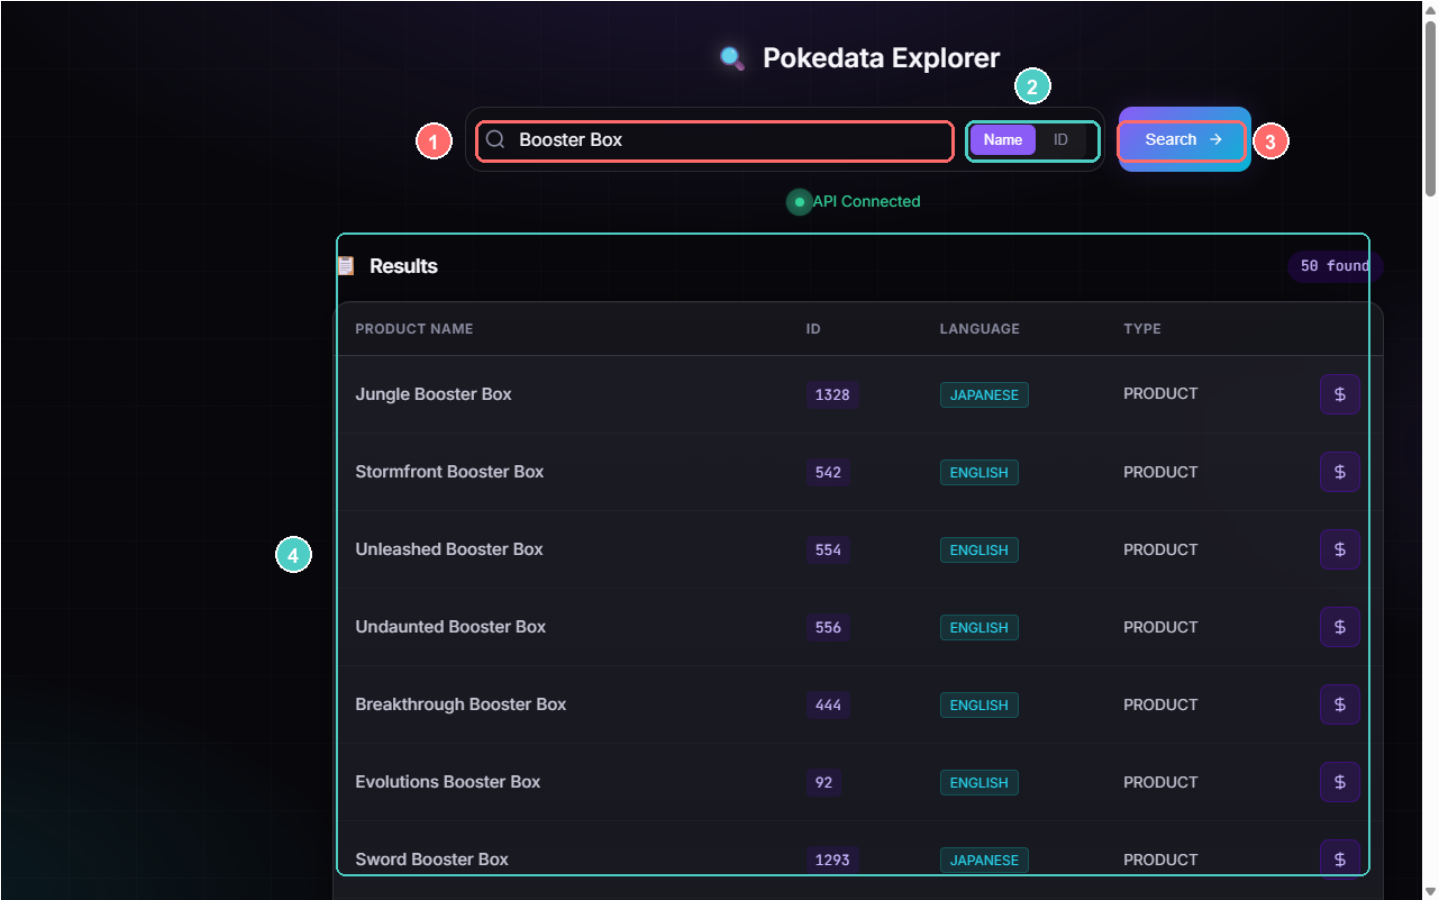 Pokedata Explorer
2
1 Booster Box Name ID Search → 3
API Connected
Results 50 found
PRODUCT NAME ID LANGUAGE TYPE
Jungle Booster Box 1328 JAPANESE PRODUCT $
Stormfront Booster Box 542 ENGLISH PRODUCT $
4
Unleashed Booster Box 554 ENGLISH PRODUCT $
Undaunted Booster Box 556 ENGLISH PRODUCT $
Breakthrough Booster Box 444 ENGLISH PRODUCT $
Evolutions Booster Box 92 ENGLISH PRODUCT $
Sword Booster Box 1293 JAPANESE PRODUCT $